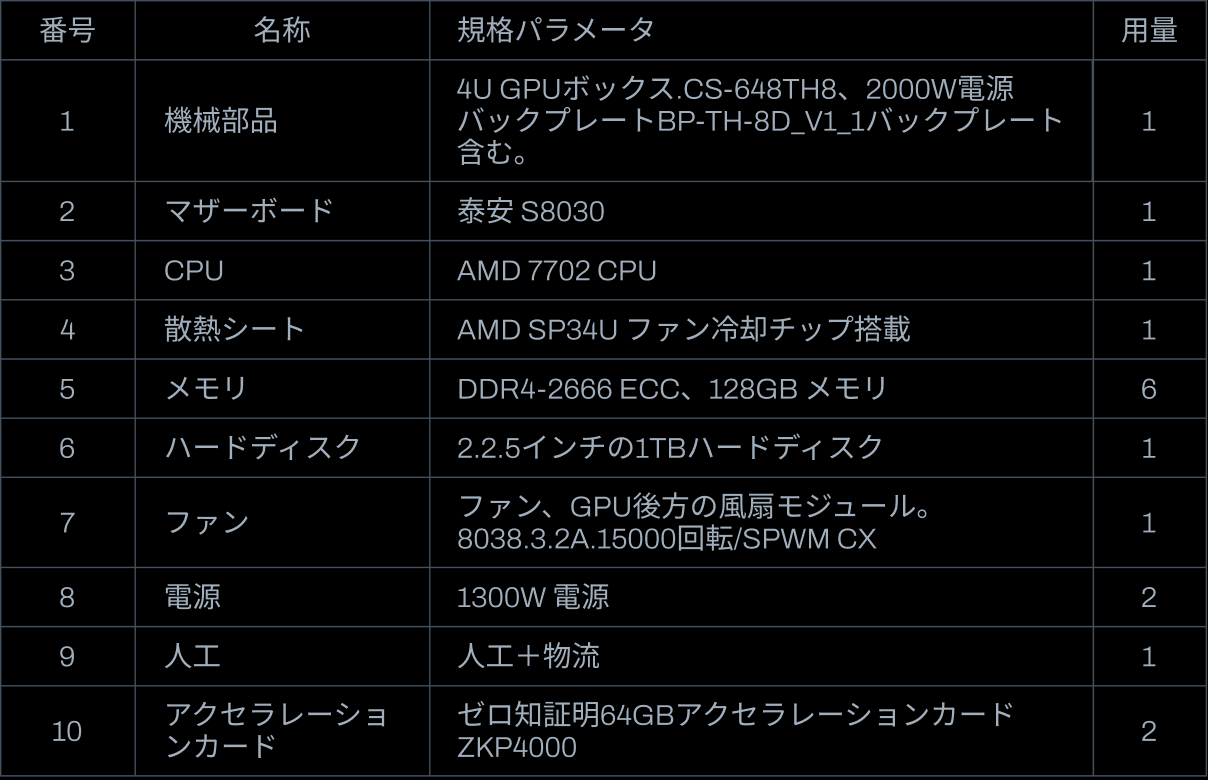 番号 名称 規格パラメータ 用量
1 機械部品 4U GPUボックス.CS-648TH8、2000W電源
バックプレートBP-TH-8D_V1_1バックプレート
含む。 1
2 マザーボード 泰安 S8030 1
3 CPU AMD 7702 CPU 1
4 散熱シート AMD SP34U ファン冷却チップ搭載 1
5 メモリ DDR4-2666 ECC、128GB メモリ 6
6 ハードディスク 2.2.5インチの1TBハードディスク 1
7 ファン ファン、GPU後方の風扇モジュール。
8038.3.2A.15000回転/SPWM CX 1
8 電源 1300W 電源 2
9 人工 人工＋物流 1
10 アクセラレーショ
ンカード ゼロ知証明64GBアクセラレーションカード
ZKP4000 2